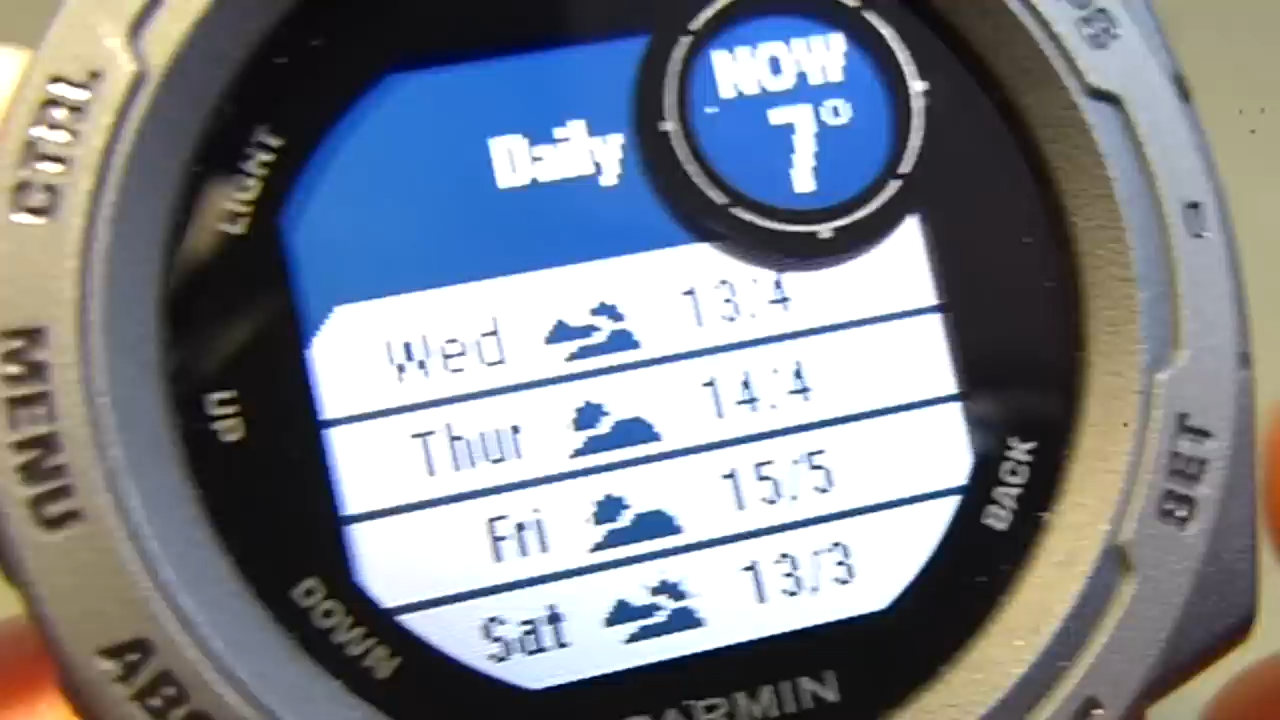 CTRL
LIGHT
NOW
7°
Daily
Wed 13/4
Thur 14/4
Fri 15/5
Sat 13/3
MENU
UP
DOWN
BACK
SET
GARMIN